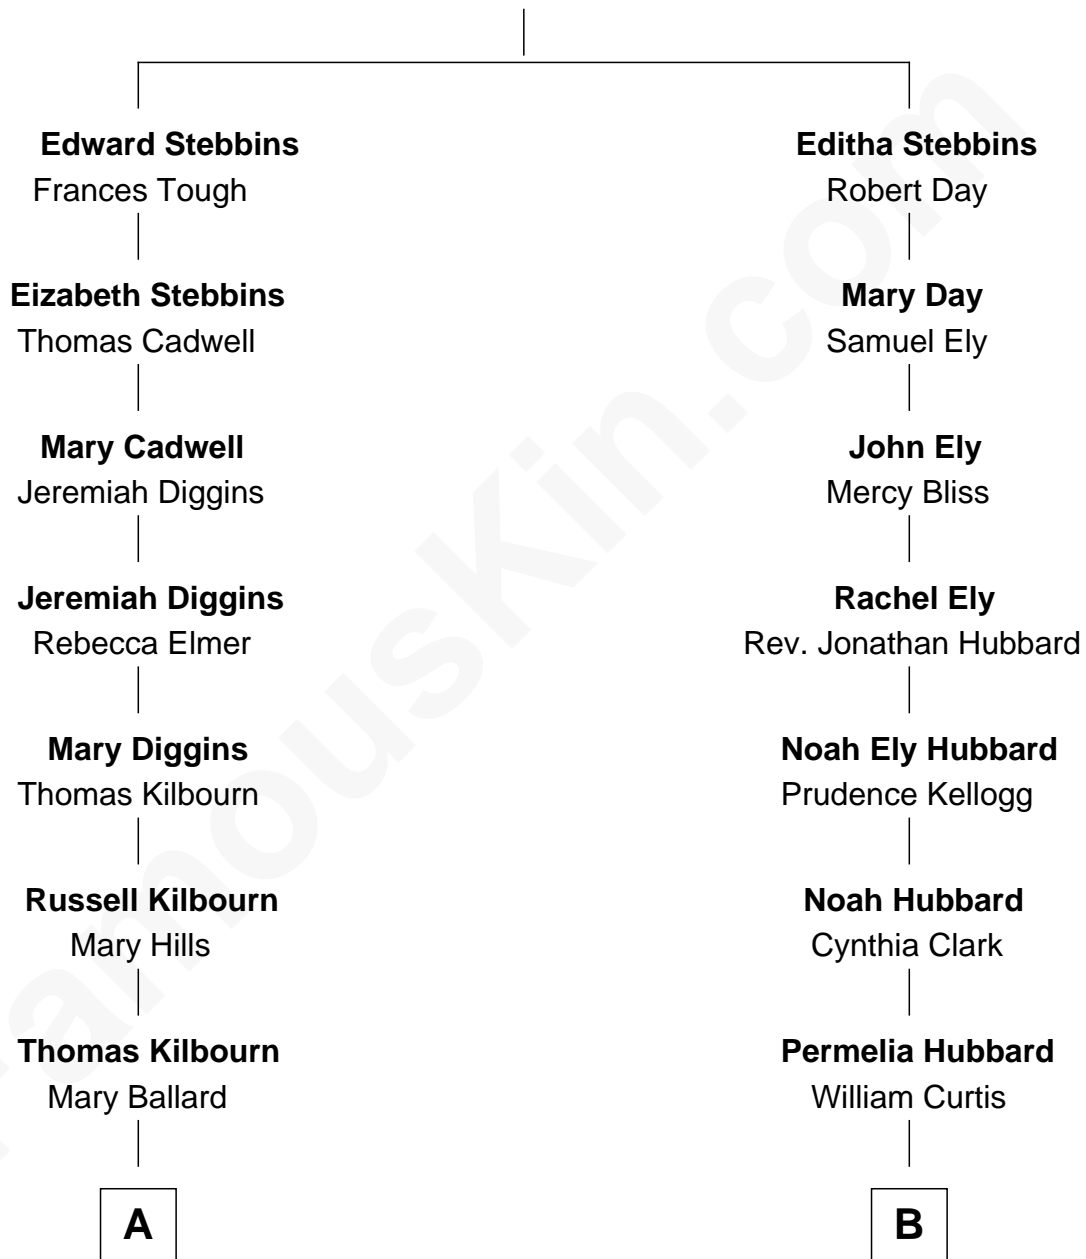 Edward Stebbins
Frances Tough
Eizabeth Stebbins
Thomas Cadwell
Mary Cadwell
Jeremiah Diggins
Jeremiah Diggins
Rebecca Elmer
Mary Diggins
Thomas Kilbourn
Russell Kilbourn
Mary Hills
Thomas Kilbourn
Mary Ballard
A
Editha Stebbins
Robert Day
Mary Day
Samuel Ely
John Ely
Mercy Bliss
Rachel Ely
Rev. Jonathan Hubbard
Noah Ely Hubbard
Prudence Kellogg
Noah Hubbard
Cynthia Clark
Permelia Hubbard
William Curtis
B
FamousKin.com